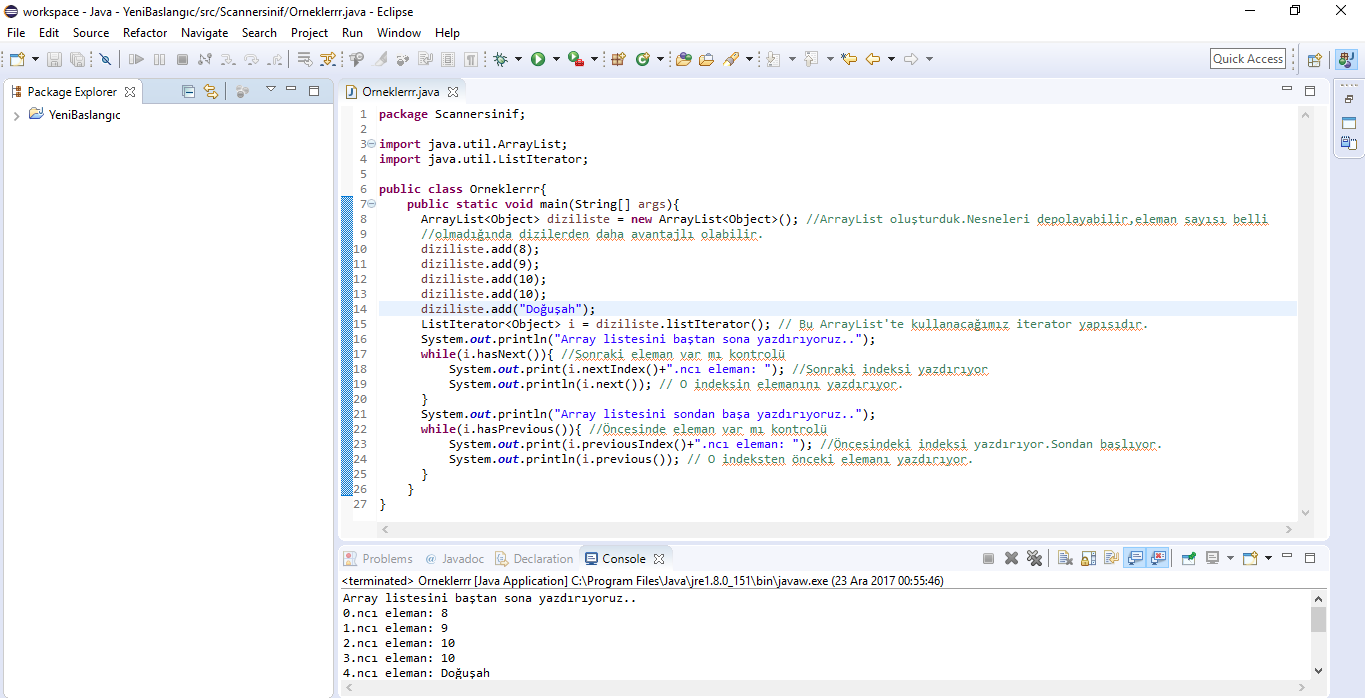 workspace - Java - YeniBaslangıc/src/Scannersinif/Orneklerrr.java - Eclipse
File Edit Source Refactor Navigate Search Project Run Window Help
Quick Access
Package Explorer
YeniBaslangıc
Orneklerrr.java
1 package Scannersinif;
2
3 import java.util.ArrayList;
4 import java.util.ListIterator;
5
6 public class Orneklerrr{
7 public static void main(String[] args){
8 ArrayList<Object> diziliste = new ArrayList<Object>(); //ArrayList oluşturduk.Nesneleri depolayabilir,eleman sayısı belli
9 //olmadığında dizilerden daha avantajlı olabilir.
10 diziliste.add(8);
11 diziliste.add(9);
12 diziliste.add(10);
13 diziliste.add(10);
14 diziliste.add("Doğuşah");
15 ListIterator<Object> i = diziliste.listIterator(); // Bu ArrayList'te kullanacağımız iterator yapısıdır.
16 System.out.println("Array listesini baştan sona yazdırıyoruz..");
17 while(i.hasNext()){ //Sonraki eleman var mı kontrolü
18 System.out.print(i.nextIndex()+".ncı eleman: "); //Sonraki indeksi yazdırıyor
19 System.out.println(i.next()); // O indeksin elemanını yazdırıyor.
20 }
21 System.out.println("Array listesini sondan başa yazdırıyoruz..");
22 while(i.hasPrevious()){ //Öncesinde eleman var mı kontrolü
23 System.out.print(i.previousIndex()+".ncı eleman: "); //Öncesindeki indeksi yazdırıyor.Sondan başlıyor.
24 System.out.println(i.previous()); // O indeksten önceki elemanı yazdırıyor.
25 }
26 }
27 }
Problems Javadoc Declaration Console
<terminated> Orneklerrr [Java Application] C:\Program Files\Java\jre1.8.0_151\bin\javaw.exe (23 Ara 2017 00:55:46)
Array listesini baştan sona yazdırıyoruz..
0.ncı eleman: 8
1.ncı eleman: 9
2.ncı eleman: 10
3.ncı eleman: 10
4.ncı eleman: Doğuşah